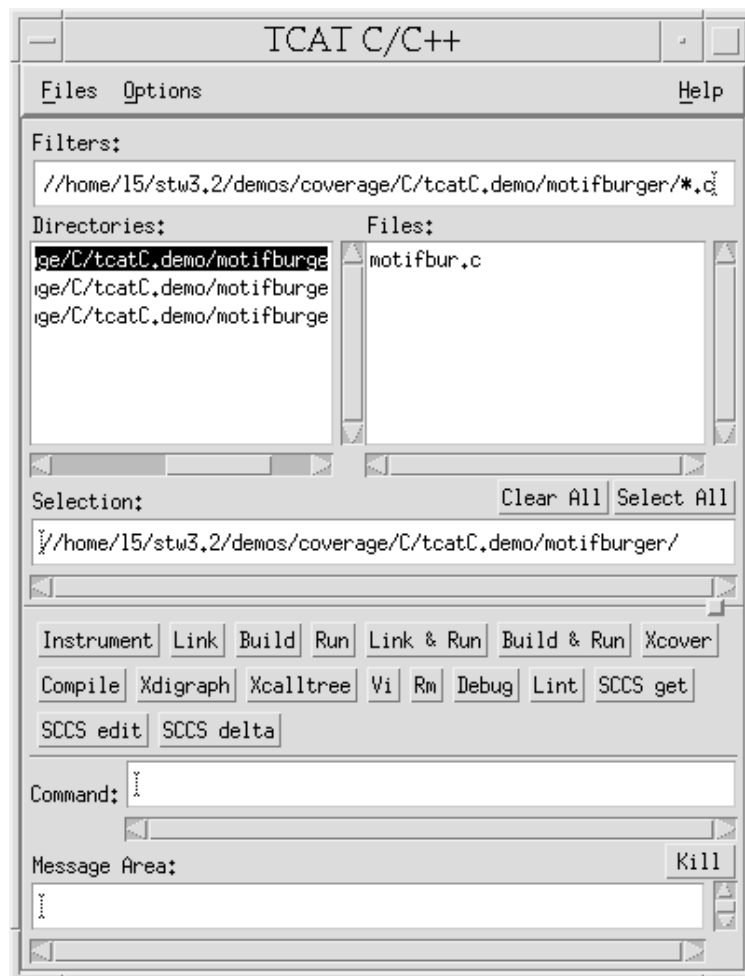 TCAT C/C++
Files Options Help
Filters:
//home/l5/stw3.2/demos/coverage/C/tcatC.demo/motifburger/*.c
Directories: Files:
ge/C/tcatC.demo/motifburge motifbur.c
ge/C/tcatC.demo/motifburge
ge/C/tcatC.demo/motifburge
Selection: Clear All Select All
//home/l5/stw3.2/demos/coverage/C/tcatC.demo/motifburger/
Instrument Link Build Run Link & Run Build & Run Xcover
Compile Xdigraph Xcalltree Vi Rm Debug Lint SCCS get
SCCS edit SCCS delta
Command:
Message Area: Kill